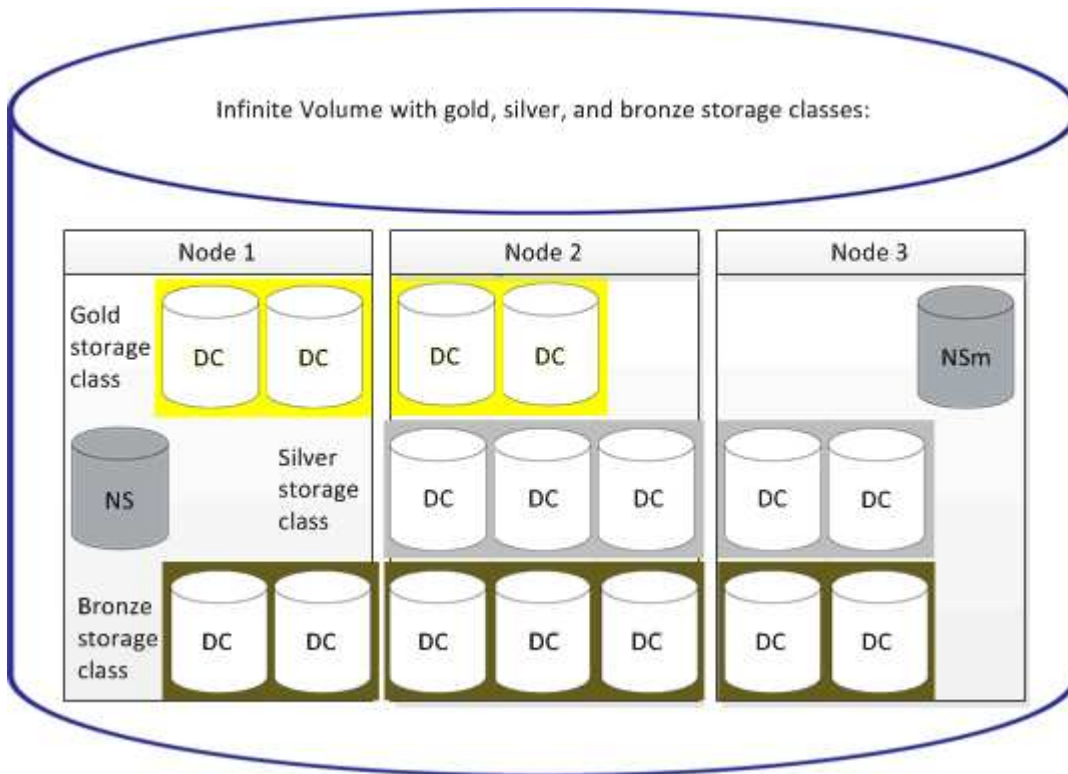 Infinite Volume with gold, silver, and bronze storage classes:
Node 1
Node 2
Node 3
Gold
storage
class
DC
DC
DC
DC
NSm
NS
Silver
storage
class
DC
DC
DC
DC
DC
Bronze
storage
class
DC
DC
DC
DC
DC
DC
DC